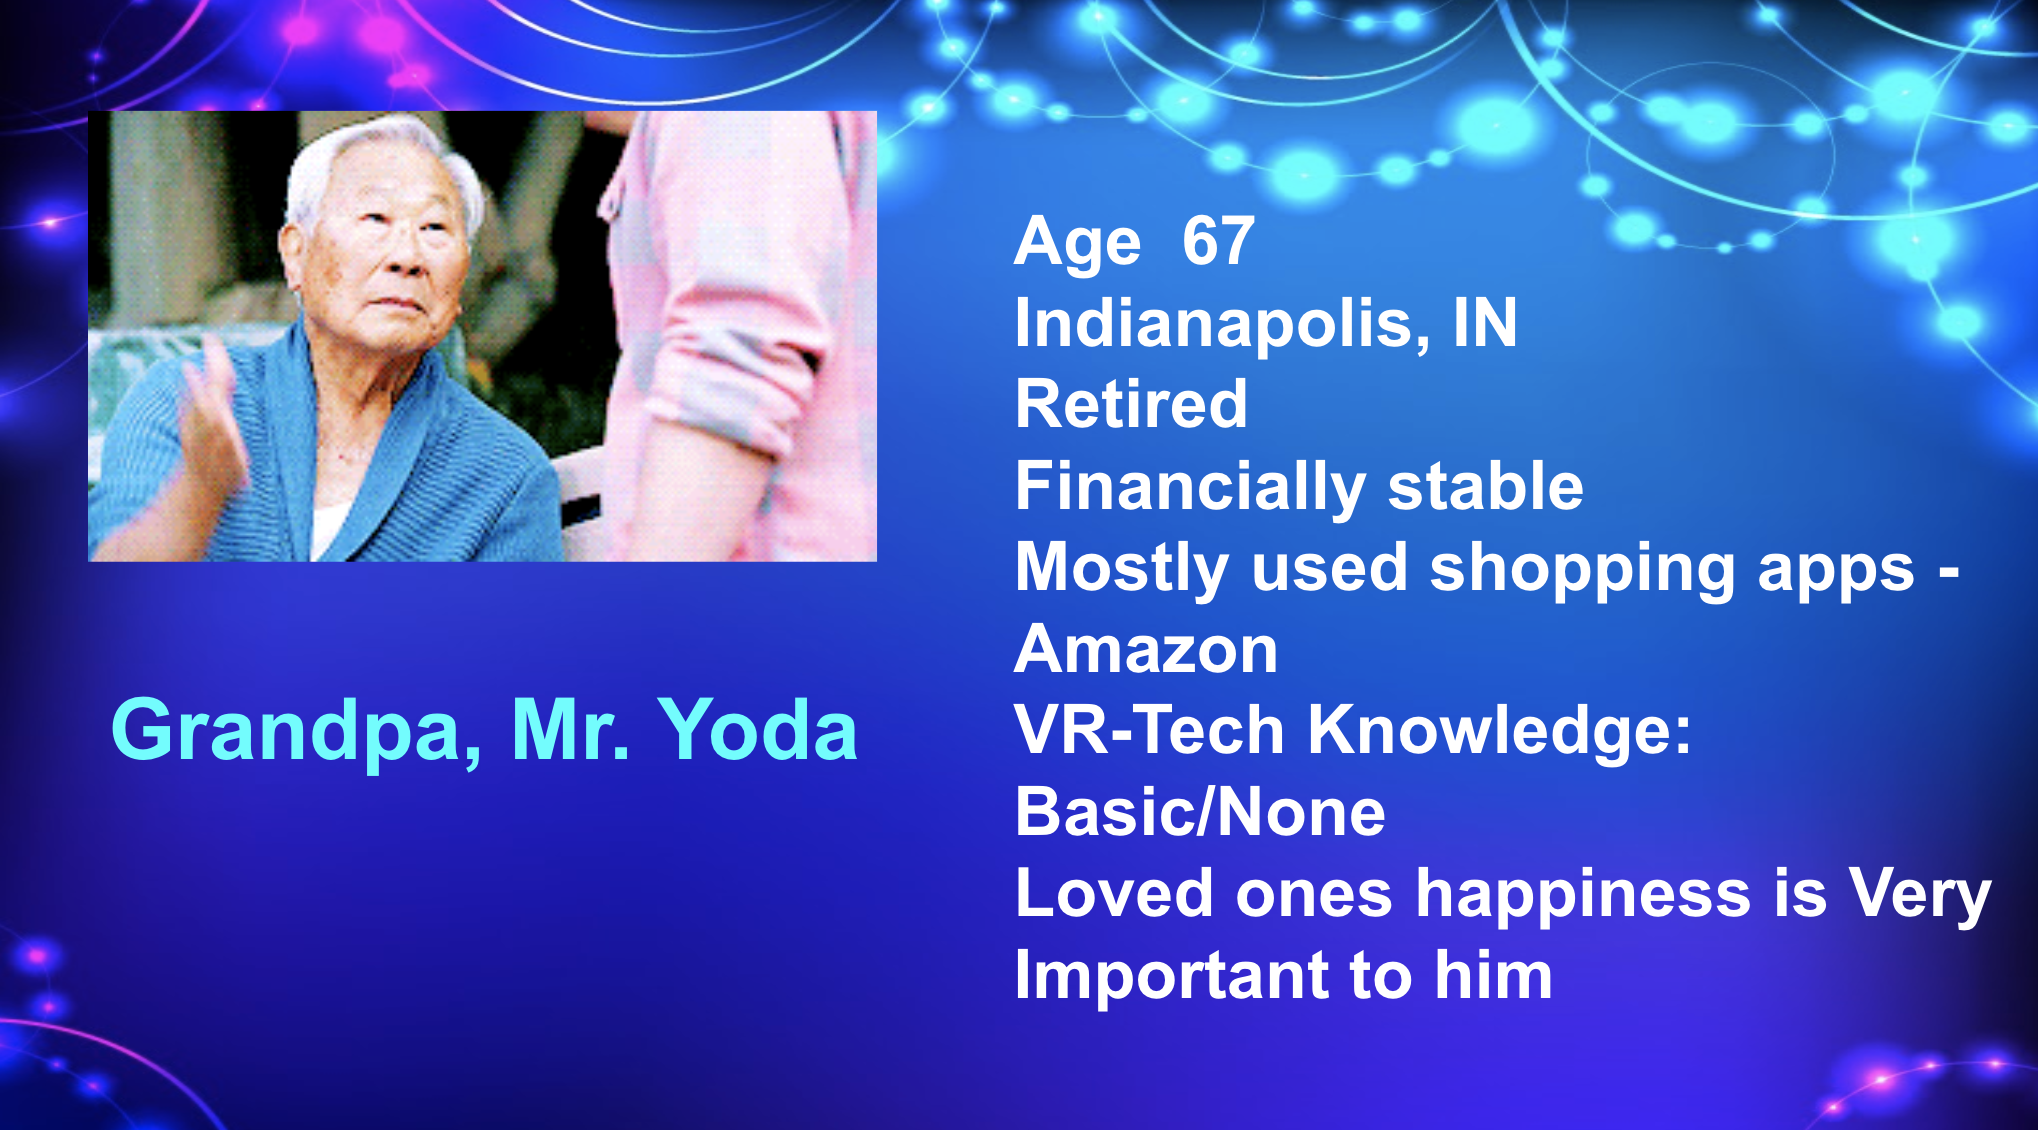 Age  67
Indianapolis, IN
Retired
Financially stable
Mostly used shopping apps -
Amazon
VR-Tech Knowledge:
Basic/None
Loved ones happiness is Very
Important to him
Grandpa, Mr. Yoda